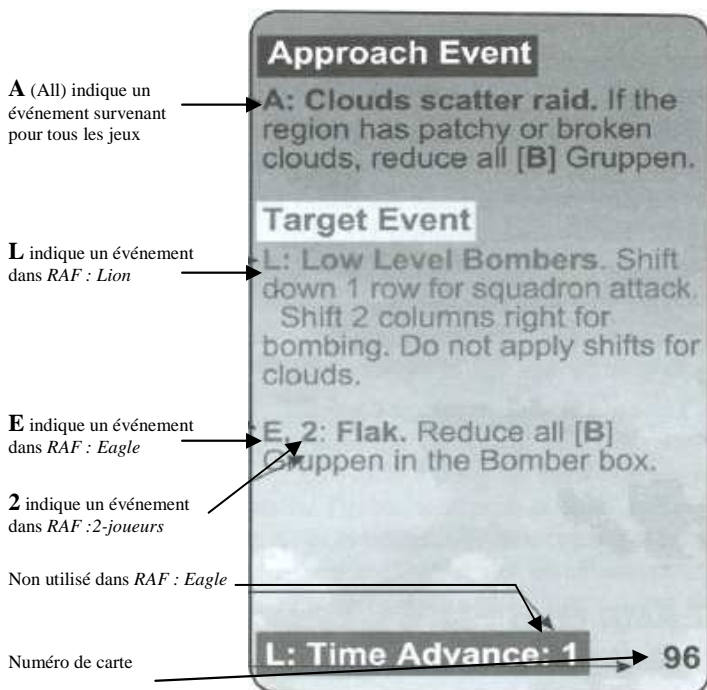 Approach Event
A (All) indique un
événement survenant
pour tous les jeux
A: Clouds scatter raid. If the
region has patchy or broken
clouds, reduce all [B] Gruppen.
Target Event
L indique un événement
dans RAF : Lion
L: Low Level Bombers. Shift
down 1 row for squadron attack.
Shift 2 columns right for
bombing. Do not apply shifts for
clouds.
E indique un événement
dans RAF : Eagle
E, 2: Flak. Reduce all [B]
Gruppen in the Bomber box.
2 indique un événement
dans RAF :2-joueurs
Non utilisé dans RAF : Eagle
L: Time Advance: 1
Numéro de carte
96